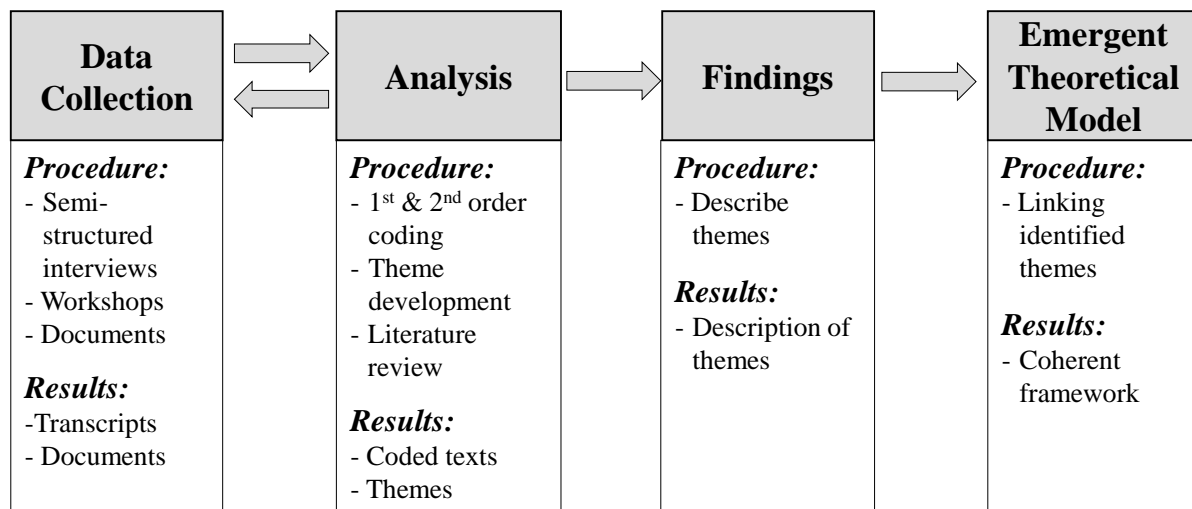 Data
Collection
Procedure:
- Semi-
structured
interviews
- Workshops
- Documents
Results:
-Transcripts
- Documents
Analysis
Procedure:
- 1st & 2nd order
coding
- Theme
development
- Literature
review
Results:
- Coded texts
- Themes
Findings
Procedure:
- Describe
themes
Results:
- Description of
themes
Emergent
Theoretical
Model
Procedure:
- Linking
identified
themes
Results:
- Coherent
framework